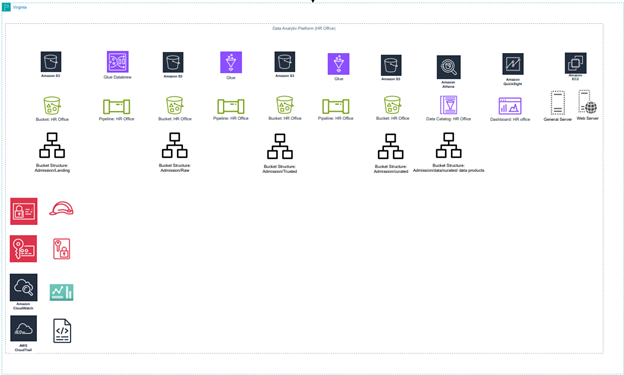 Virginia
Data Analytic Platform (HR Office)
Amazon S3
Glue Databrew
Amazon S3
Glue
Amazon S3
Glue
Amazon S3
Amazon
Athena
Amazon
QuickSight
Amazon
EC2
Bucket: HR Office
Pipeline: HR Office
Bucket: HR Office
Pipeline: HR Office
Bucket: HR Office
Pipeline: HR Office
Bucket: HR Office
Data Catalog: HR Office
Dashboard: HR office
General Server
Web Server
Bucket Structure:
Admission/Landing
Bucket Structure:
Admission/Raw
Bucket Structure:
Admission/Trusted
Bucket Structure:
Admission/curated
Bucket Structure:
Admission/data/curated/ data products
Amazon
CloudWatch
AWS
CloudTrail